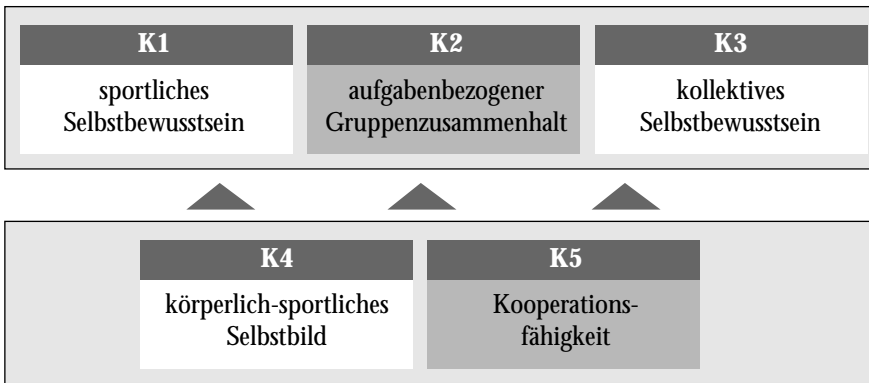 K1
sportliches
Selbstbewusstsein
K2
aufgabenbezogener
Gruppenzusammenhalt
K3
kollektives
Selbstbewusstsein
K4
körperlich-sportliches
Selbstbild
K5
Kooperations-
fähigkeit